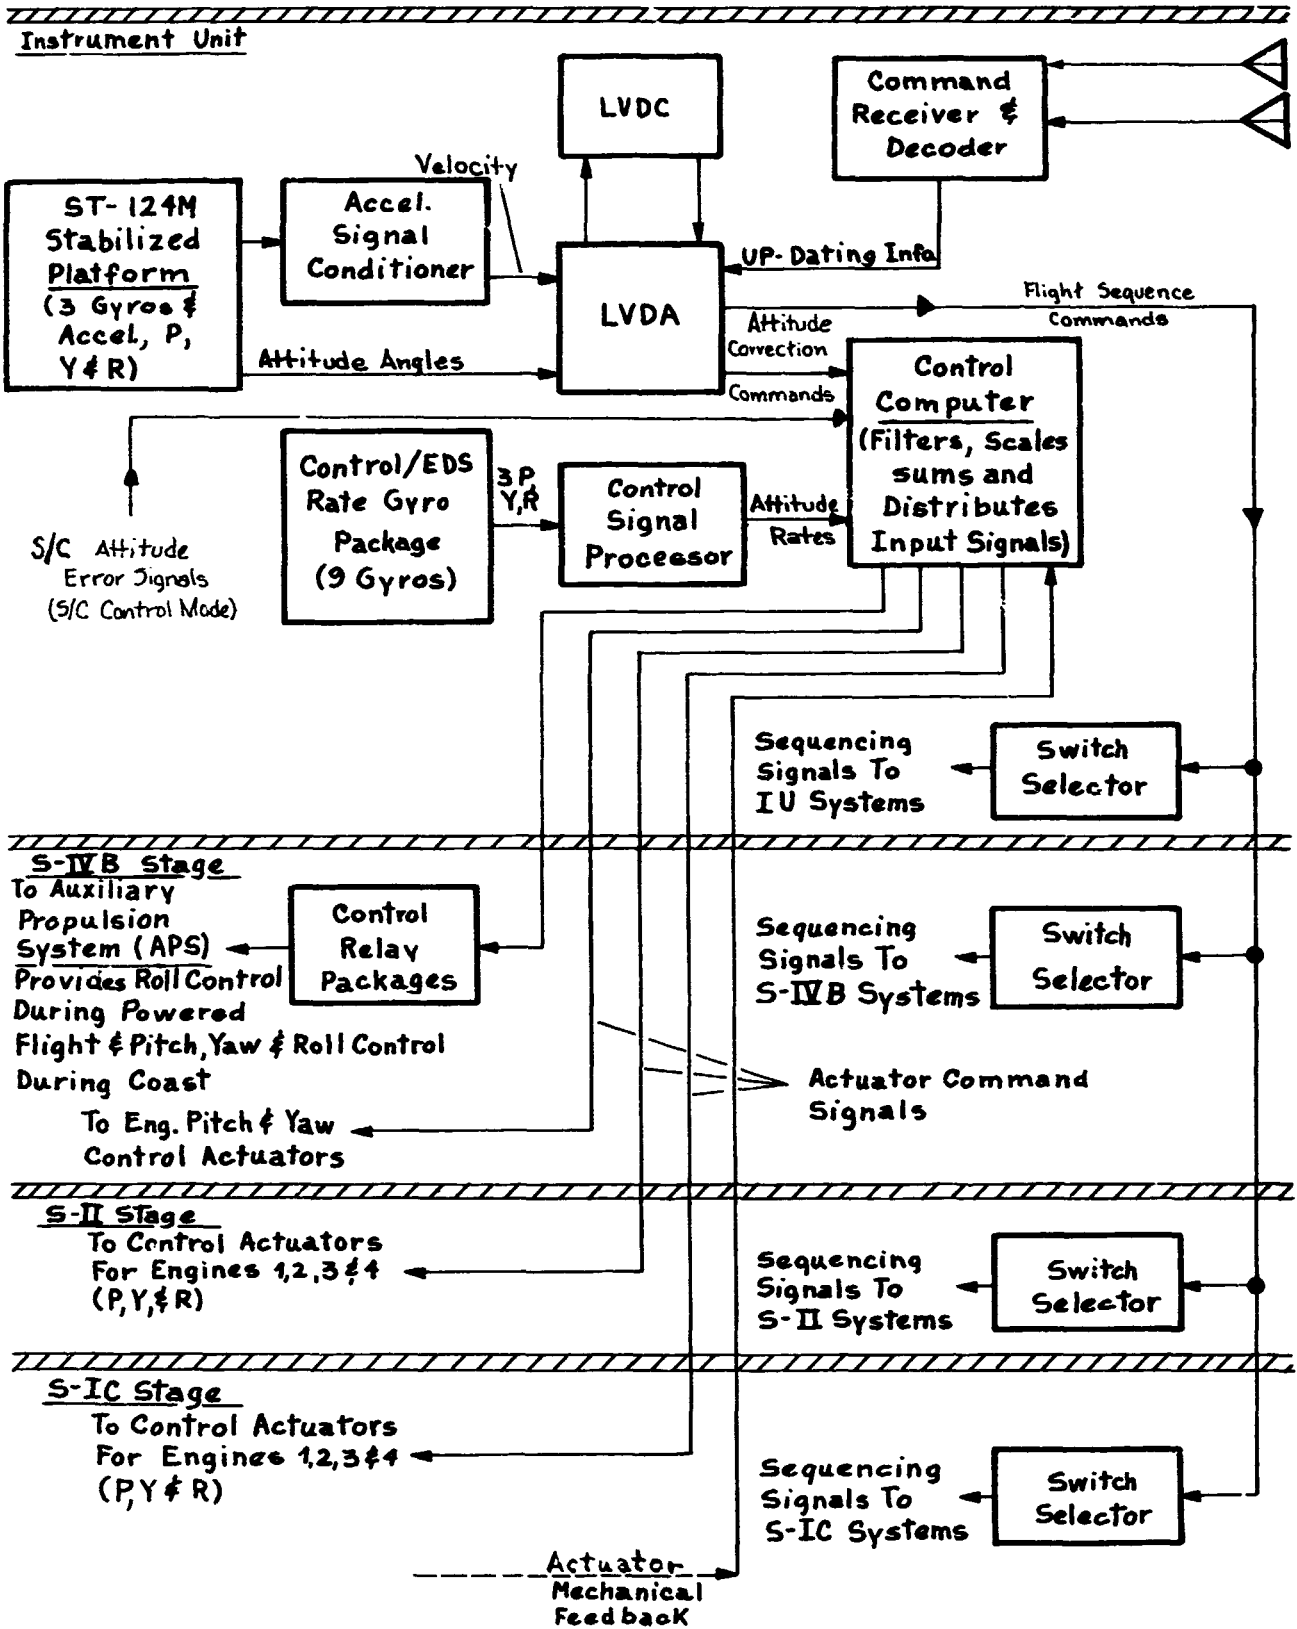 Instrument Unit
LVDC
Command
Receiver &
Decoder
Velocity
ST-124M
Stabilized
Platform
(3 Gyros &
Accel, P,
Y & R)
Accel.
Signal
Conditioner
LVDA
UP-Dating Info
Flight Sequence
Commands
Attitude
Correction
Commands
Attitude Angles
Control
Computer
(Filters, Scales
sums and
Distributes
Input Signals)
Control/EDS
Rate Gyro
Package
(9 Gyros)
3 P,
Y,R
Control
Signal
Processor
Attitude
Rates
S/C Attitude
Error Signals
(S/C Control Mode)
Sequencing
Signals To
IU Systems
Switch
Selector
S-IVB Stage
To Auxiliary
Propulsion
System (APS)
Provides Roll Control
During Powered
Flight & Pitch, Yaw & Roll Control
During Coast
Control
Relay
Packages
Sequencing
Signals To
S-IVB Systems
Switch
Selector
Actuator Command
Signals
To Eng. Pitch & Yaw
Control Actuators
S-II Stage
To Control Actuators
For Engines 1,2,3 & 4
(P,Y,& R)
Sequencing
Signals To
S-II Systems
Switch
Selector
S-IC Stage
To Control Actuators
For Engines 1,2,3 & 4
(P,Y & R)
Sequencing
Signals To
S-IC Systems
Switch
Selector
Actuator
Mechanical
Feedback